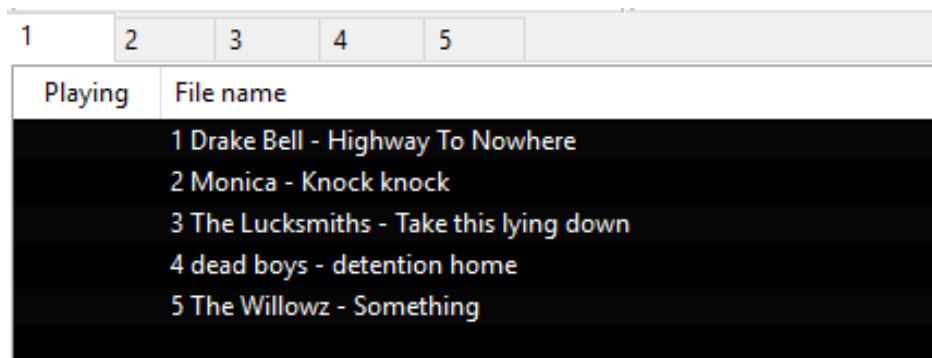 1 2 3 4 5
Playing File name
1 Drake Bell - Highway To Nowhere
2 Monica - Knock knock
3 The Lucksmiths - Take this lying down
4 dead boys - detention home
5 The Willowz - Something